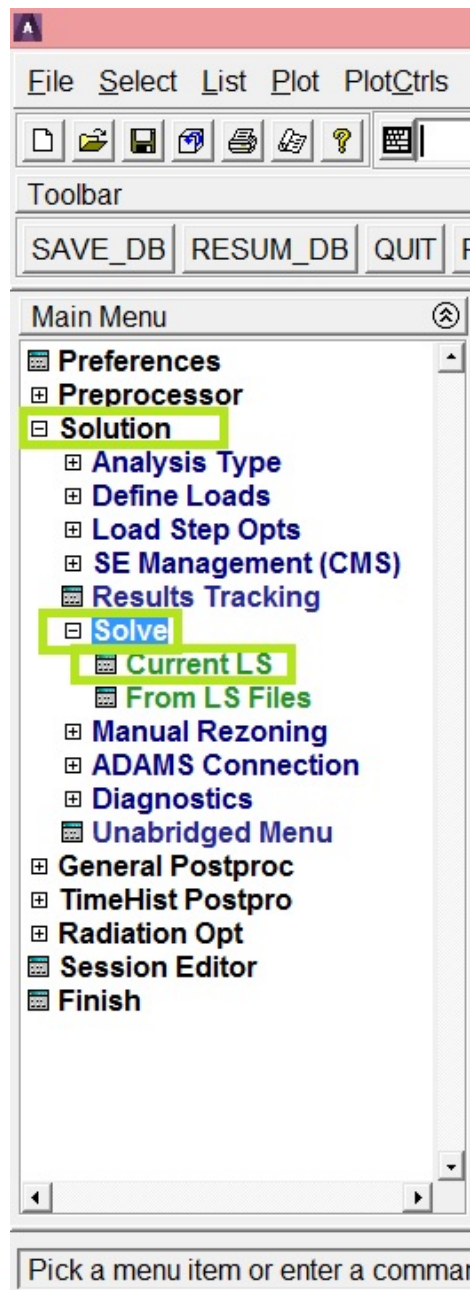 File Select List Plot PlotCtrls
Toolbar
SAVE_DB RESUM_DB QUIT
Main Menu
Preferences
Preprocessor
Solution
Analysis Type
Define Loads
Load Step Opts
SE Management (CMS)
Results Tracking
Solve
Current LS
From LS Files
Manual Rezoning
ADAMS Connection
Diagnostics
Unabridged Menu
General Postproc
TimeHist Postpro
Radiation Opt
Session Editor
Finish
Pick a menu item or enter a comma